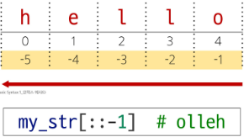 h e l l o
0 1 2 3 4
-5 -4 -3 -2 -1
my_str[::-1] # olleh